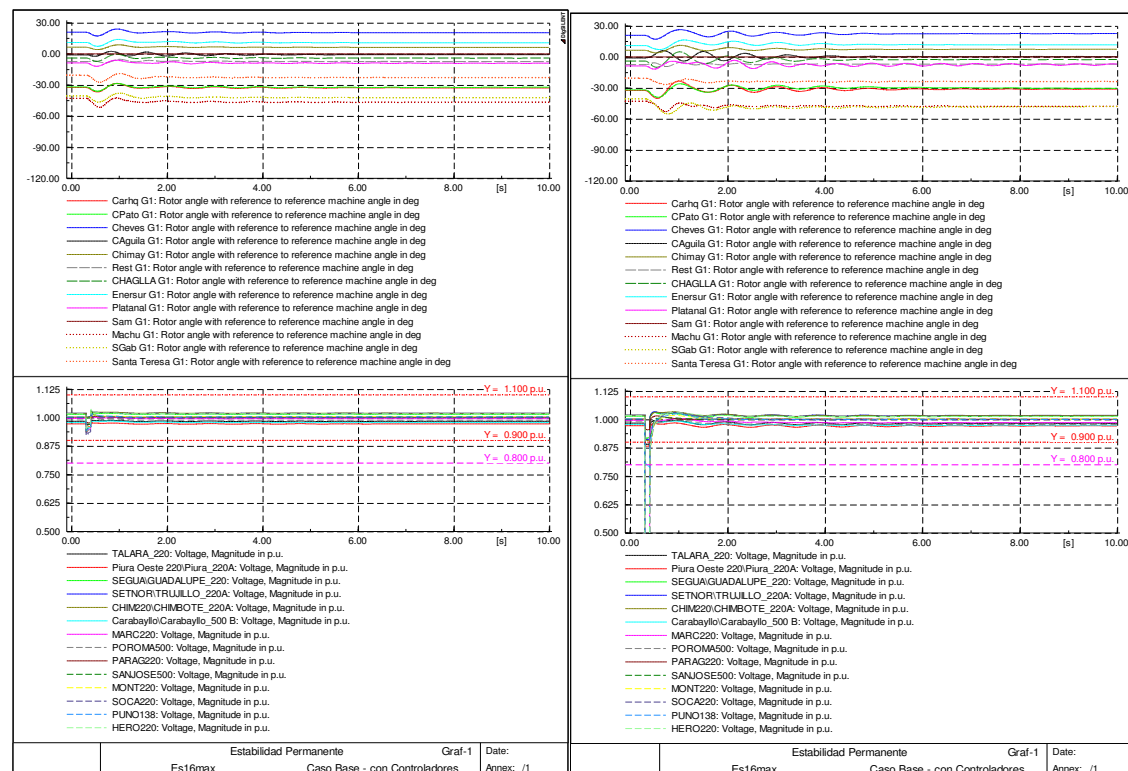 30.00
0.00
-30.00
-60.00
-90.00
-120.00
0.00 2.00 4.00 6.00 8.00 [s] 10.00
DIgSILENT
Carhq G1: Rotor angle with reference to reference machine angle in deg
CPato G1: Rotor angle with reference to reference machine angle in deg
Cheves G1: Rotor angle with reference to reference machine angle in deg
CAguila G1: Rotor angle with reference to reference machine angle in deg
Chimay G1: Rotor angle with reference to reference machine angle in deg
Rest G1: Rotor angle with reference to reference machine angle in deg
CHAGLLA G1: Rotor angle with reference to reference machine angle in deg
Enersur G1: Rotor angle with reference to reference machine angle in deg
Platanal G1: Rotor angle with reference to reference machine angle in deg
Sam G1: Rotor angle with reference to reference machine angle in deg
Machu G1: Rotor angle with reference to reference machine angle in deg
SGab G1: Rotor angle with reference to reference machine angle in deg
Santa Teresa G1: Rotor angle with reference to reference machine angle in deg
1.125
1.000
0.875
0.750
0.625
0.500
Y = 1.100 p.u.
Y = 0.900 p.u.
Y = 0.800 p.u.
0.00 2.00 4.00 6.00 8.00 [s] 10.00
TALARA_220: Voltage, Magnitude in p.u.
Piura Oeste 220\Piura_220A: Voltage, Magnitude in p.u.
SEGUA\GUADALUPE_220: Voltage, Magnitude in p.u.
SETNOR\TRUJILLO_220A: Voltage, Magnitude in p.u.
CHIM220\CHIMBOTE_220A: Voltage, Magnitude in p.u.
Carabayllo\Carabayllo_500 B: Voltage, Magnitude in p.u.
MARC220: Voltage, Magnitude in p.u.
POROMA500: Voltage, Magnitude in p.u.
PARAG220: Voltage, Magnitude in p.u.
SANJOSE500: Voltage, Magnitude in p.u.
MONT220: Voltage, Magnitude in p.u.
SOCA220: Voltage, Magnitude in p.u.
PUNO138: Voltage, Magnitude in p.u.
HERO220: Voltage, Magnitude in p.u.
Estabilidad Permanente Graf-1 Date:
Es16max Caso Base - con Controladores Annex: /1
30.00
0.00
-30.00
-60.00
-90.00
-120.00
0.00 2.00 4.00 6.00 8.00 [s] 10.00
Carhq G1: Rotor angle with reference to reference machine angle in deg
CPato G1: Rotor angle with reference to reference machine angle in deg
Cheves G1: Rotor angle with reference to reference machine angle in deg
CAguila G1: Rotor angle with reference to reference machine angle in deg
Chimay G1: Rotor angle with reference to reference machine angle in deg
Rest G1: Rotor angle with reference to reference machine angle in deg
CHAGLLA G1: Rotor angle with reference to reference machine angle in deg
Enersur G1: Rotor angle with reference to reference machine angle in deg
Platanal G1: Rotor angle with reference to reference machine angle in deg
Sam G1: Rotor angle with reference to reference machine angle in deg
Machu G1: Rotor angle with reference to reference machine angle in deg
SGab G1: Rotor angle with reference to reference machine angle in deg
Santa Teresa G1: Rotor angle with reference to reference machine angle in deg
1.125
1.000
0.875
0.750
0.625
0.500
Y = 1.100 p.u.
Y = 0.900 p.u.
Y = 0.800 p.u.
0.00 2.00 4.00 6.00 8.00 [s] 10.00
TALARA_220: Voltage, Magnitude in p.u.
Piura Oeste 220\Piura_220A: Voltage, Magnitude in p.u.
SEGUA\GUADALUPE_220: Voltage, Magnitude in p.u.
SETNOR\TRUJILLO_220A: Voltage, Magnitude in p.u.
CHIM220\CHIMBOTE_220A: Voltage, Magnitude in p.u.
Carabayllo\Carabayllo_500 B: Voltage, Magnitude in p.u.
MARC220: Voltage, Magnitude in p.u.
POROMA500: Voltage, Magnitude in p.u.
PARAG220: Voltage, Magnitude in p.u.
SANJOSE500: Voltage, Magnitude in p.u.
MONT220: Voltage, Magnitude in p.u.
SOCA220: Voltage, Magnitude in p.u.
PUNO138: Voltage, Magnitude in p.u.
HERO220: Voltage, Magnitude in p.u.
Estabilidad Permanente Graf-1 Date:
Es16max Caso Base - con Controladores Annex: /1